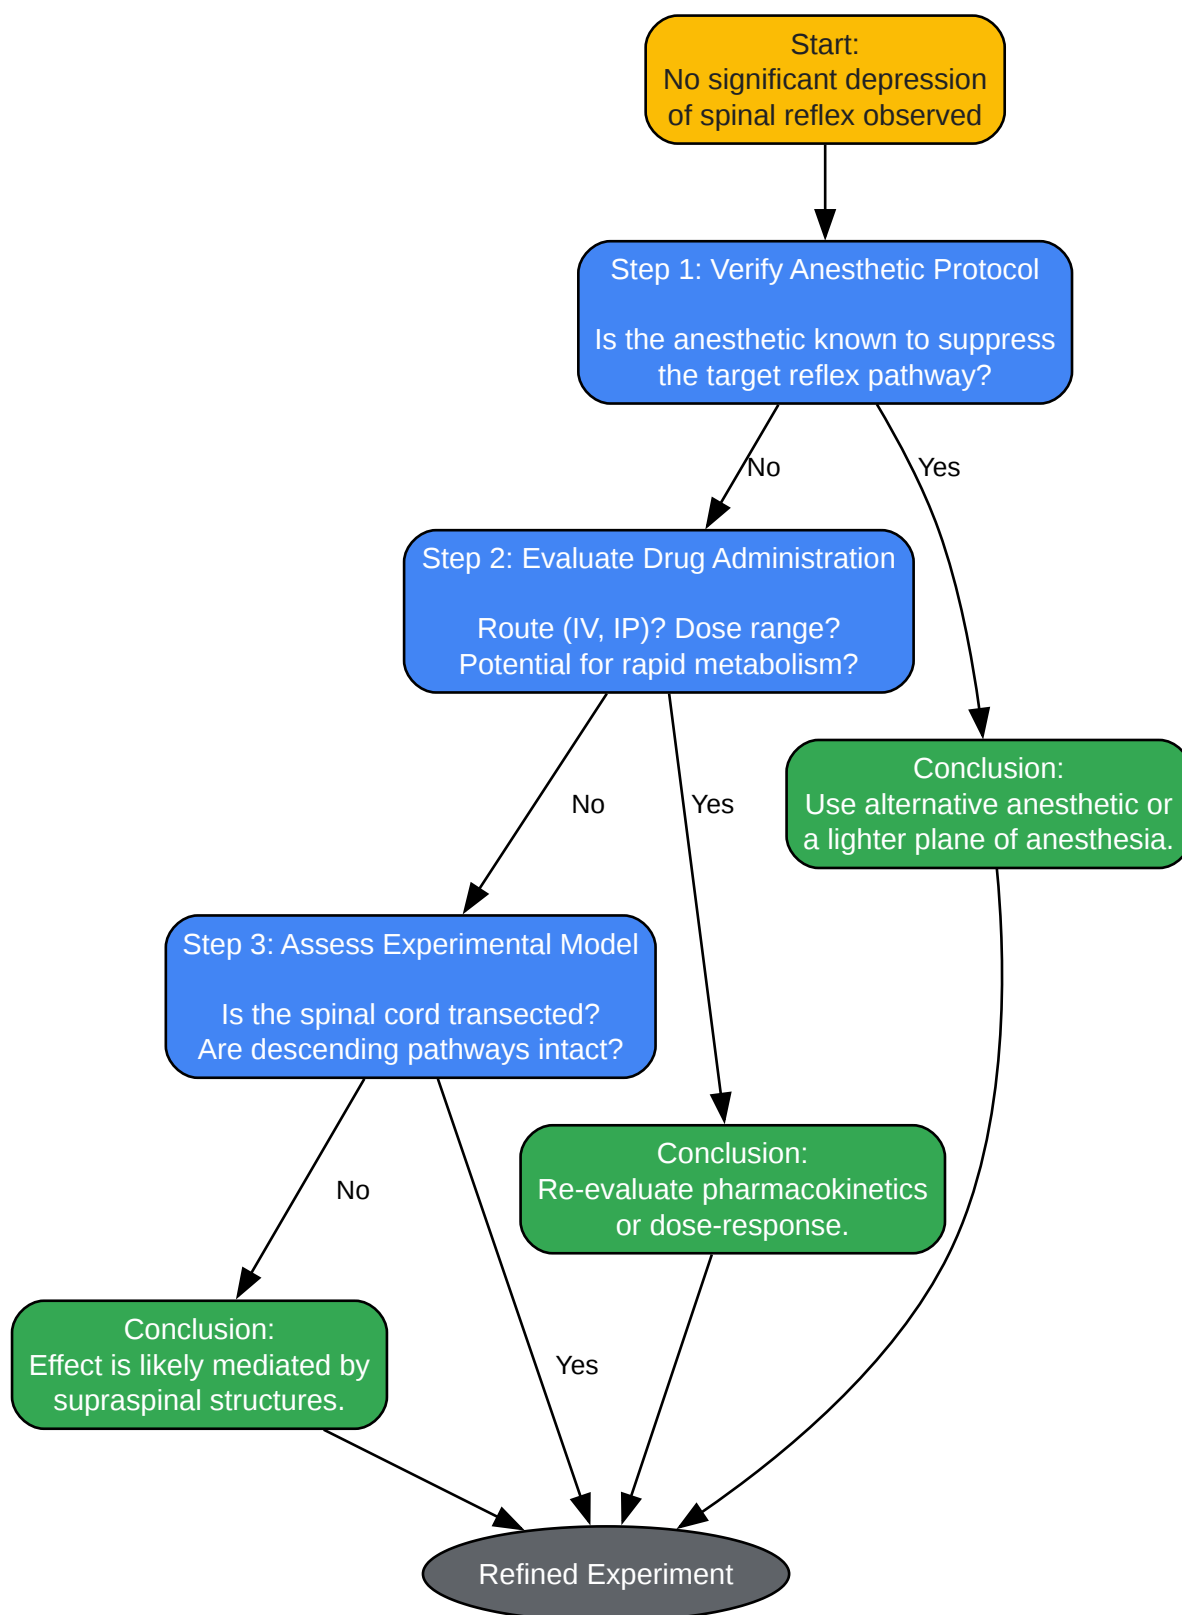 Start:
No significant depression
of spinal reflex observed
Step 1: Verify Anesthetic Protocol
Is the anesthetic known to suppress
the target reflex pathway?
No
Yes
Step 2: Evaluate Drug Administration
Route (IV, IP)? Dose range?
Potential for rapid metabolism?
No
Yes
Conclusion:
Use alternative anesthetic or
a lighter plane of anesthesia.
Step 3: Assess Experimental Model
Is the spinal cord transected?
Are descending pathways intact?
No
Yes
Conclusion:
Re-evaluate pharmacokinetics
or dose-response.
Conclusion:
Effect is likely mediated by
supraspinal structures.
Refined Experiment